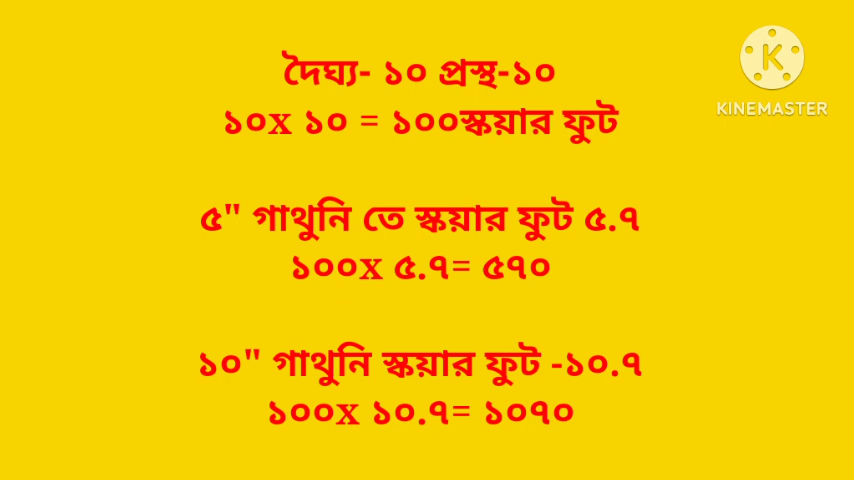 দৈঘ্য- ১০ প্রস্থ-১০
১০x ১০ = ১০০স্কয়ার ফুট
৫" গাথুনি তে স্কয়ার ফুট ৫.৭
১০০x ৫.৭= ৫৭০
১০" গাথুনি স্কয়ার ফুট -১০.৭
১০০x ১০.৭= ১০৭০
K
KINEMASTER